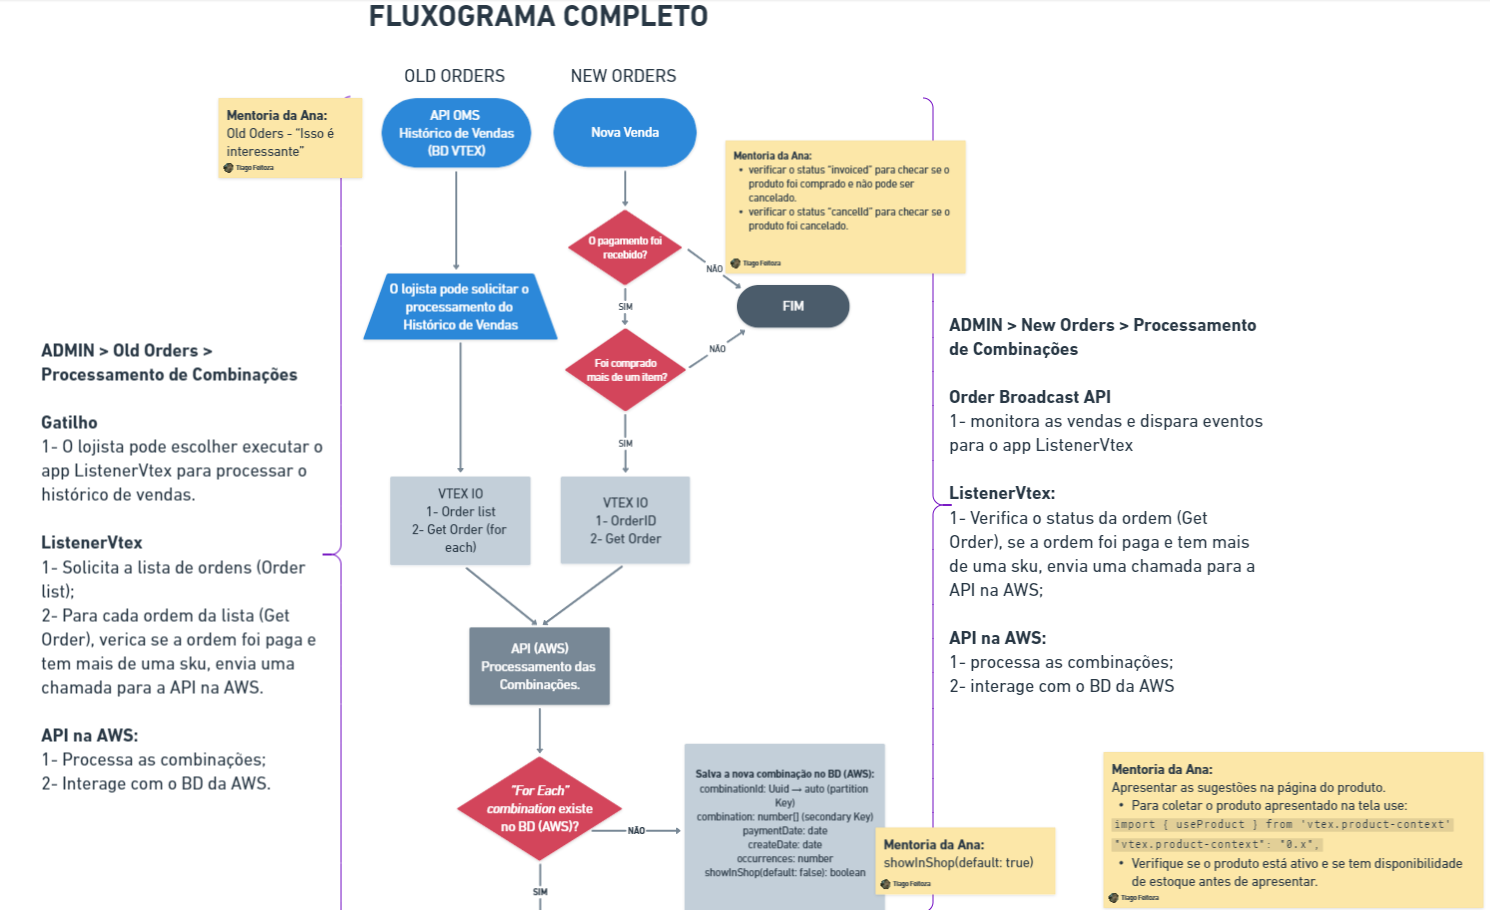 FLUXOGRAMA COMPLETO
OLD ORDERS
NEW ORDERS
Mentoria da Ana:
Old Oders - "Isso é
interessante"
Tiago Feitoza
API OMS
Histórico de Vendas
(BD VTEX)
Nova Venda
Mentoria da Ana:
• verificar o status "invoiced" para checar se o
produto foi comprado e não pode ser
cancelado.
• verificar o status "cancelld" para checar se o
produto foi cancelado.
Tiago Feitoza
O pagamento foi
recebido?
NÃO
SIM
FIM
O lojista pode solicitar o
processamento do
Histórico de Vendas
Foi comprado
mais de um item?
NÃO
SIM
ADMIN > Old Orders >
Processamento de Combinações
Gatilho
1- O lojista pode escolher executar o
app ListenerVtex para processar o
histórico de vendas.
ListenerVtex
1- Solicita a lista de ordens (Order
list);
2- Para cada ordem da lista (Get
Order), verica se a ordem foi paga e
tem mais de uma sku, envia uma
chamada para a API na AWS.
API na AWS:
1- Processa as combinações;
2- Interage com o BD da AWS.
VTEX IO
1- Order list
2- Get Order (for
each)
VTEX IO
1- OrderID
2- Get Order
ADMIN > New Orders > Processamento
de Combinações
Order Broadcast API
1- monitora as vendas e dispara eventos
para o app ListenerVtex
ListenerVtex:
1- Verifica o status da ordem (Get
Order), se a ordem foi paga e tem mais
de uma sku, envia uma chamada para a
API na AWS;
API na AWS:
1- processa as combinações;
2- interage com o BD da AWS
API (AWS)
Processamento das
Combinações.
"For Each"
combination existe
no BD (AWS)?
NÃO
SIM
Salva a nova combinação no BD (AWS):
combinationId: Uuid → auto (partition
Key)
combination: number[] (secondary Key)
paymentDate: date
createDate: date
occurrences: number
showInShop(default: false): boolean
Mentoria da Ana:
showInShop(default: true)
Tiago Feitoza
Mentoria da Ana:
Apresentar as sugestões na página do produto.
• Para coletar o produto apresentado na tela use:
import { useProduct } from 'vtex.product-context'
"vtex.product-context": "0.x",
• Verifique se o produto está ativo e se tem disponibilidade
de estoque antes de apresentar.
Tiago Feitoza